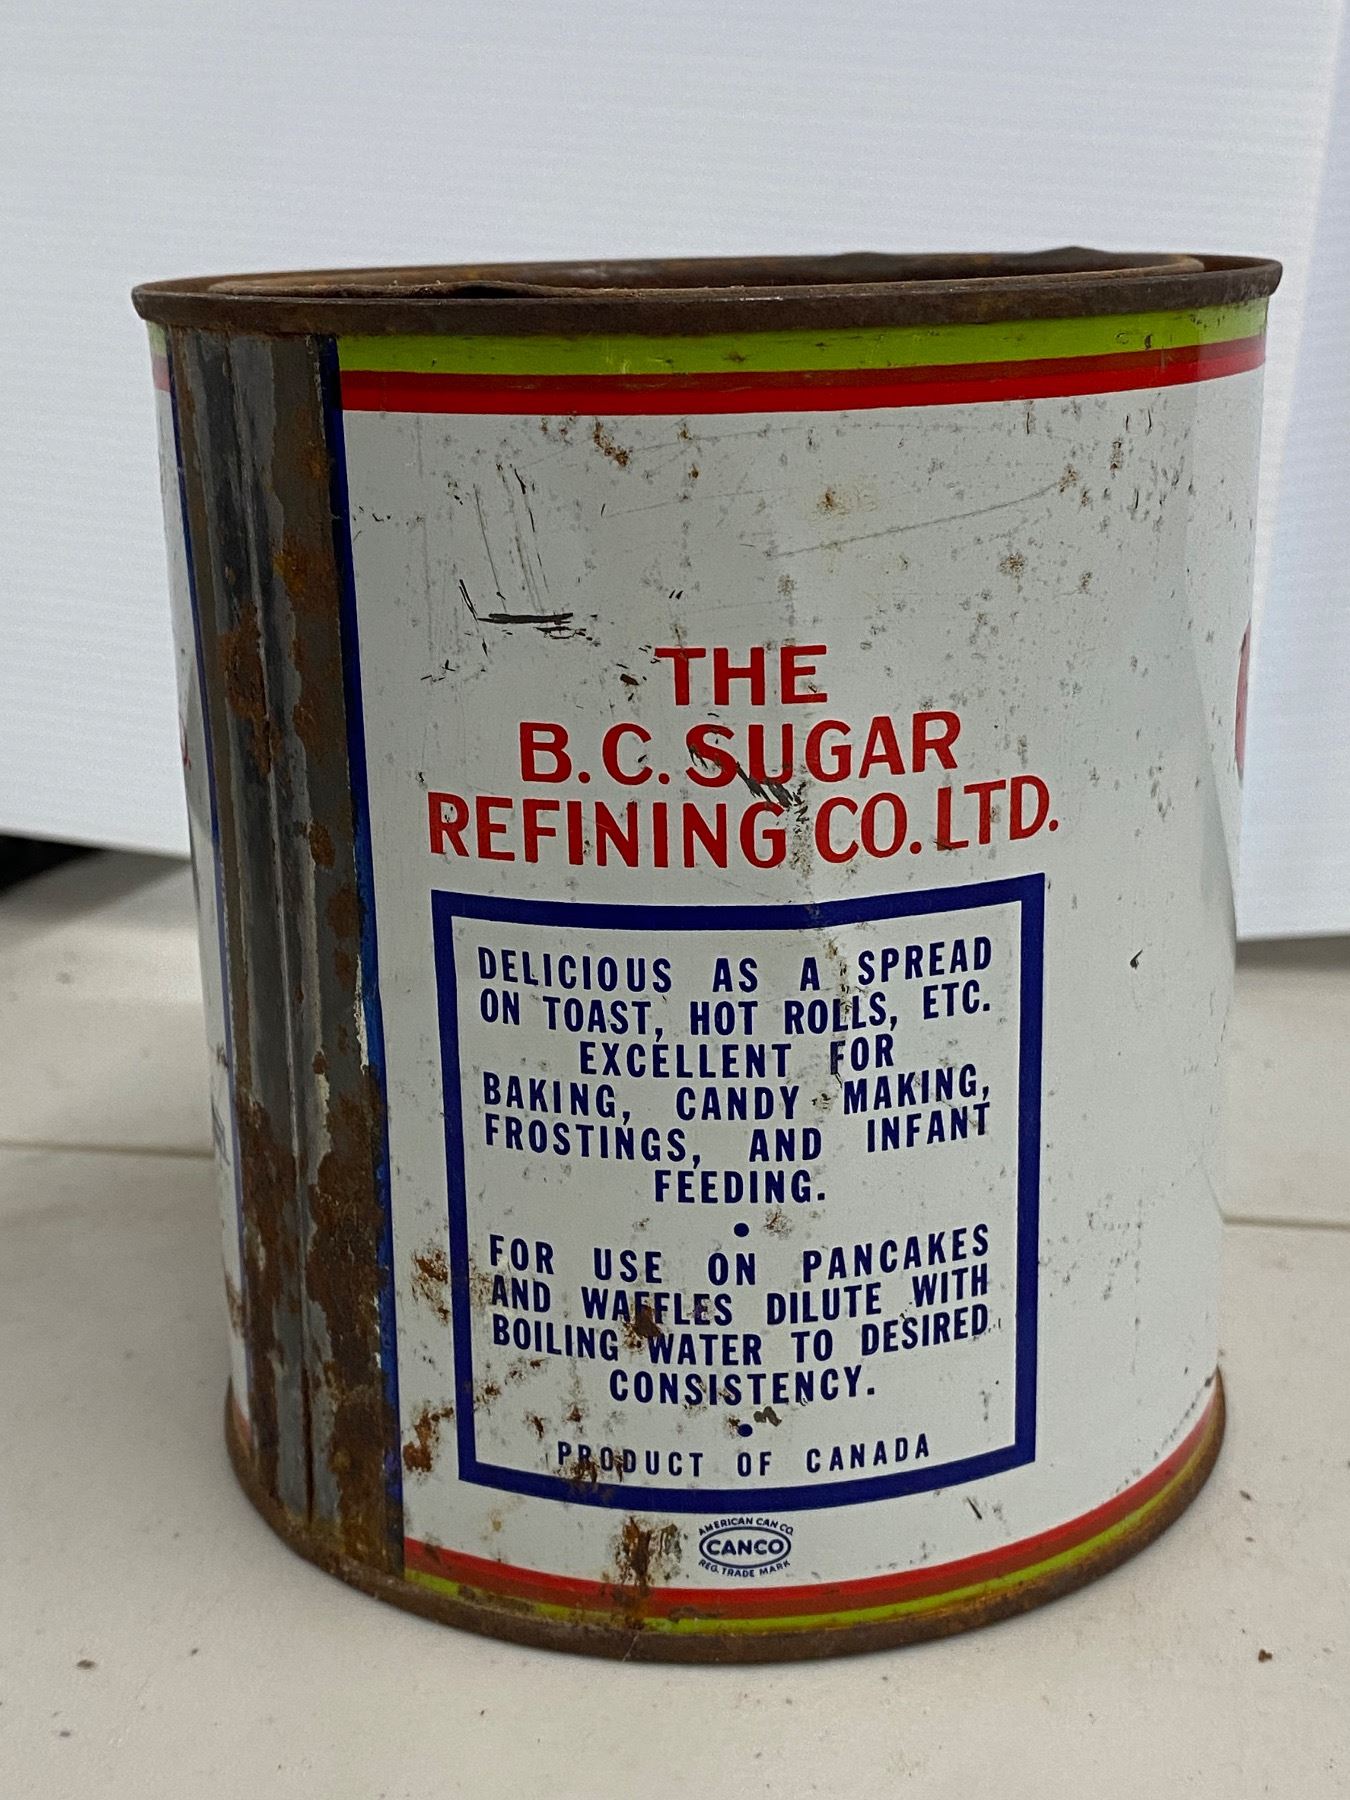 THE
B.C. SUGAR
REFINING CO. LTD.
DELICIOUS AS A SPREAD
ON TOAST, HOT ROLLS, ETC.
EXCELLENT FOR
BAKING, CANDY MAKING,
FROSTINGS, AND INFANT
FEEDING.
•
FOR USE ON PANCAKES
AND WAFFLES DILUTE WITH
BOILING WATER TO DESIRED
CONSISTENCY.
•
PRODUCT OF CANADA
AMERICAN CAN CO.
CANCO
REG. TRADE MARK